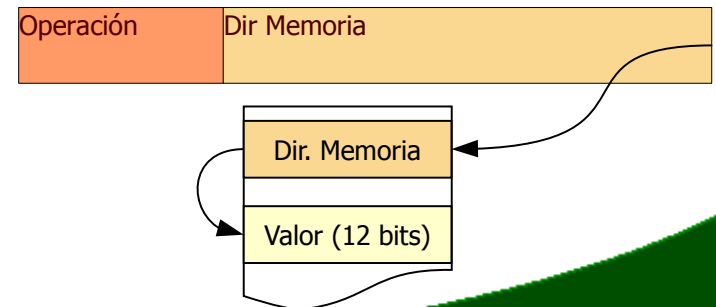 Operación
Dir Memoria
Dir. Memoria
Valor (12 bits)